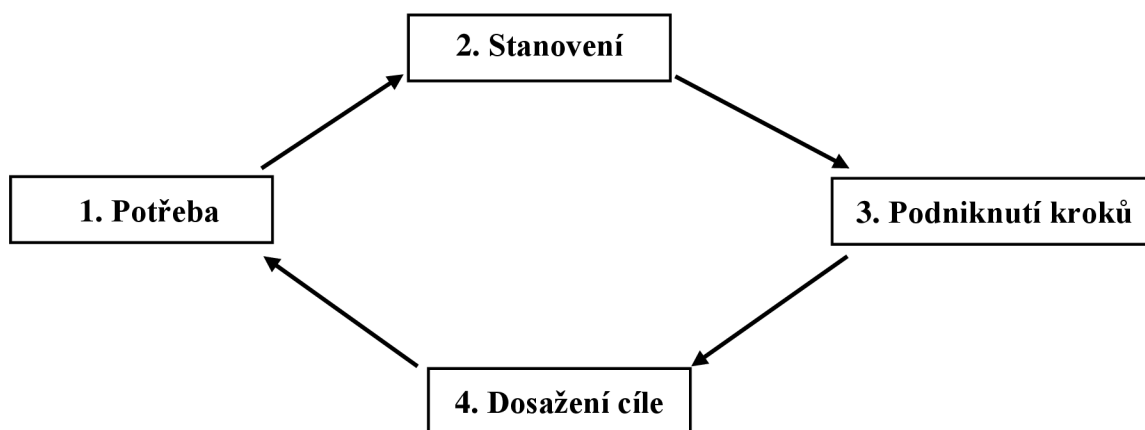 2. Stanovení
1. Potřeba
3. Podniknutí kroků
4. Dosažení cíle